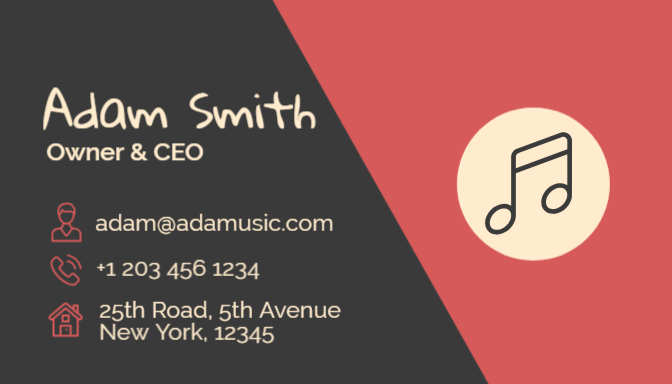 Adam Smith
Owner & CEO
adam@adamusic.com
+1 203 456 1234
25th Road, 5th Avenue
New York, 12345